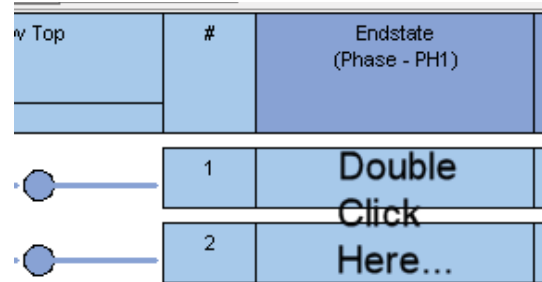 Top
#
Endstate
(Phase - PH1)
1
Double
Click
2
Here...